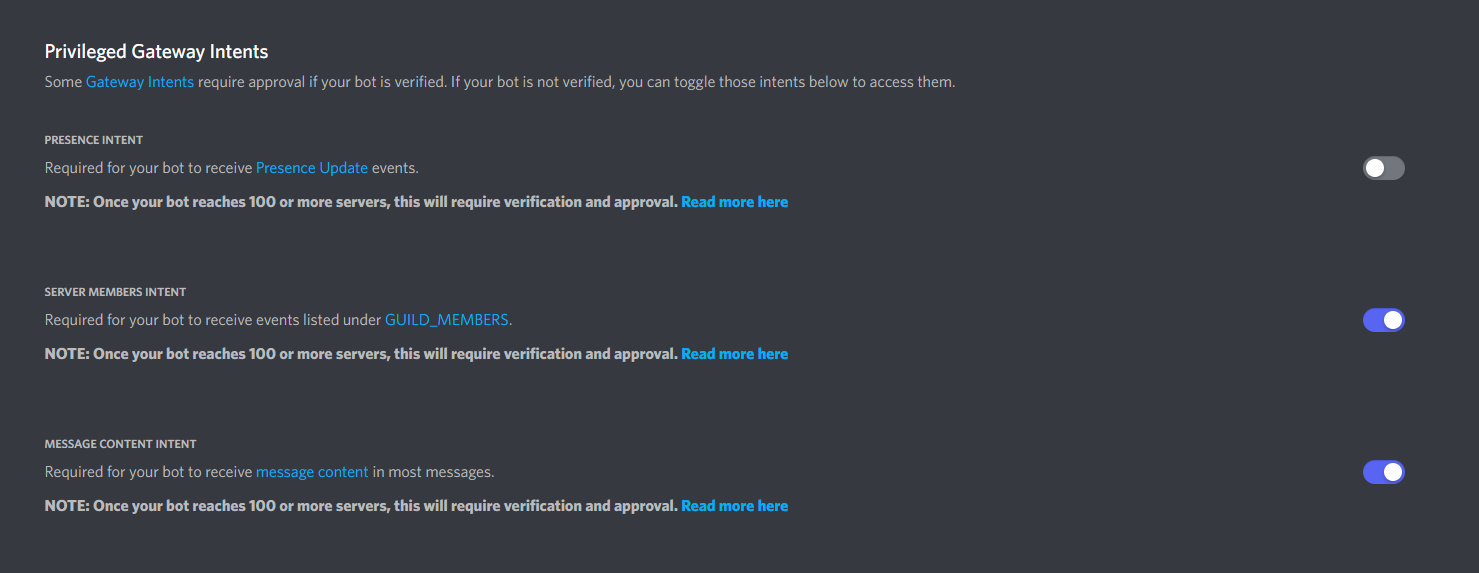 Privileged Gateway Intents
Some Gateway Intents require approval if your bot is verified. If your bot is not verified, you can toggle those intents below to access them.
PRESENCE INTENT
Required for your bot to receive Presence Update events.
NOTE: Once your bot reaches 100 or more servers, this will require verification and approval. Read more here
SERVER MEMBERS INTENT
Required for your bot to receive events listed under GUILD_MEMBERS.
NOTE: Once your bot reaches 100 or more servers, this will require verification and approval. Read more here
MESSAGE CONTENT INTENT
Required for your bot to receive message content in most messages.
NOTE: Once your bot reaches 100 or more servers, this will require verification and approval. Read more here